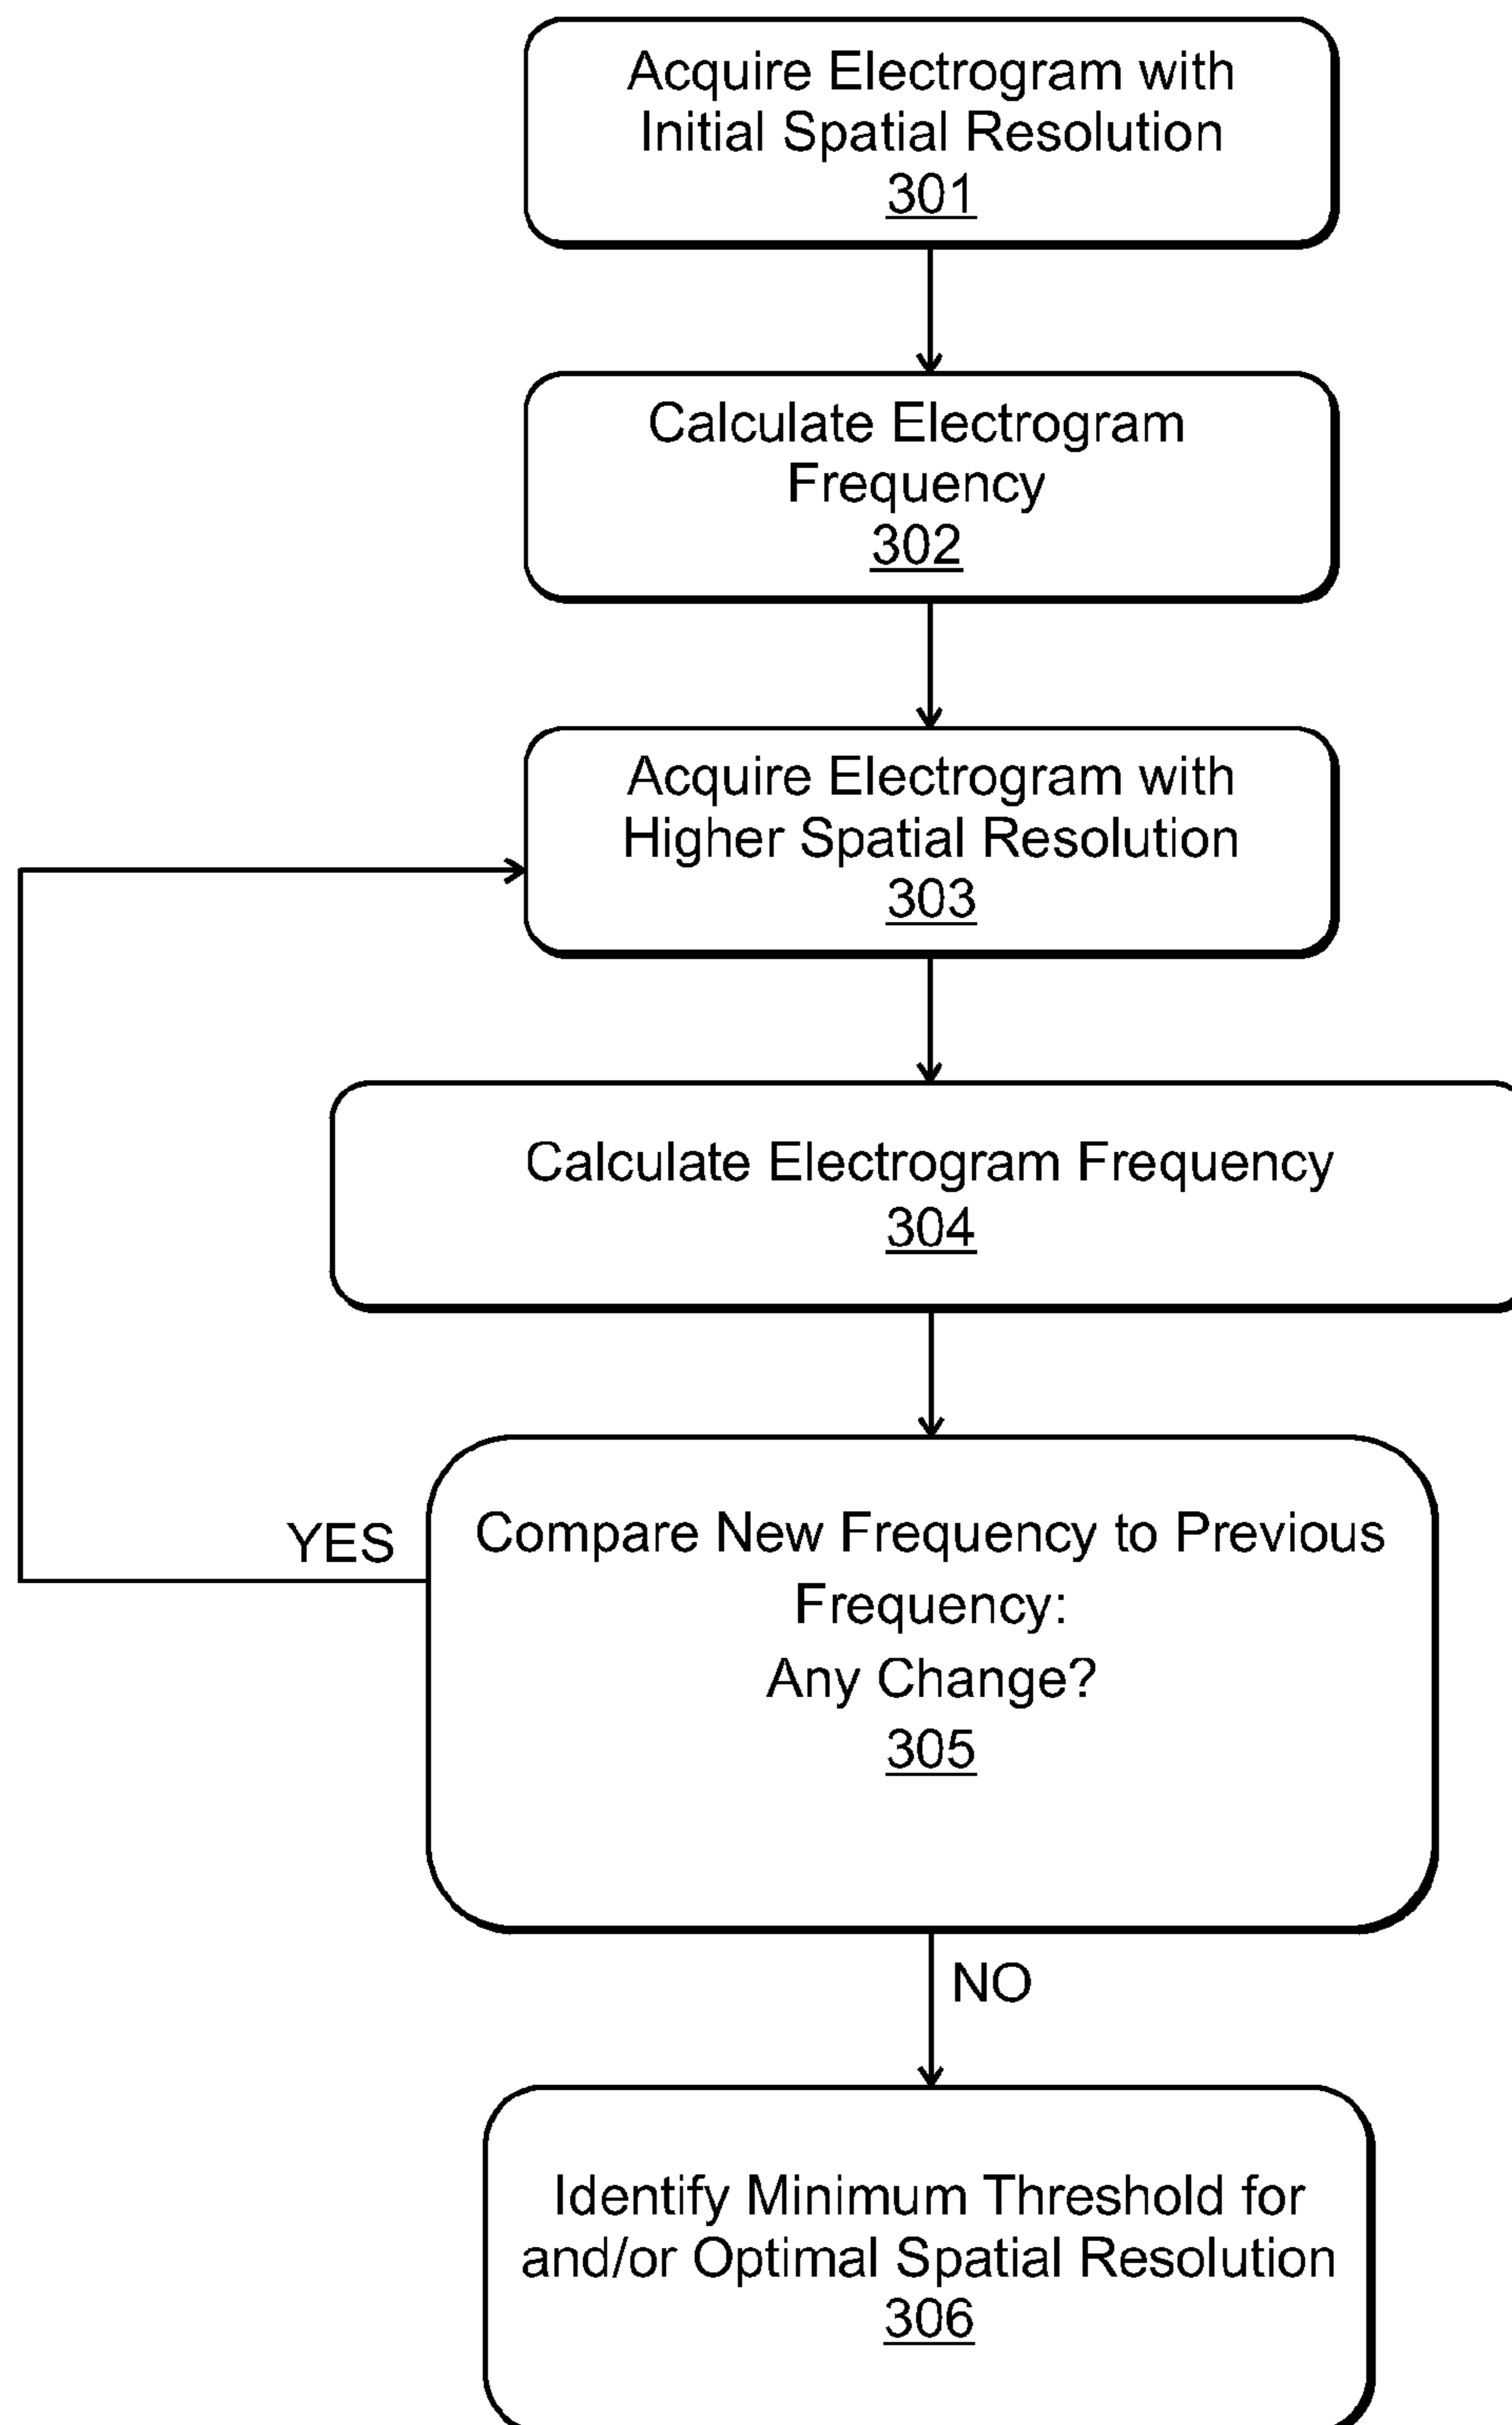 Acquire Electrogram with
Initial Spatial Resolution
301
Calculate Electrogram
Frequency
302
Acquire Electrogram with
Higher Spatial Resolution
303
Calculate Electrogram Frequency
304
YES
Compare New Frequency to Previous
Frequency:
Any Change?
305
NO
Identify Minimum Threshold for
and/or Optimal Spatial Resolution
306